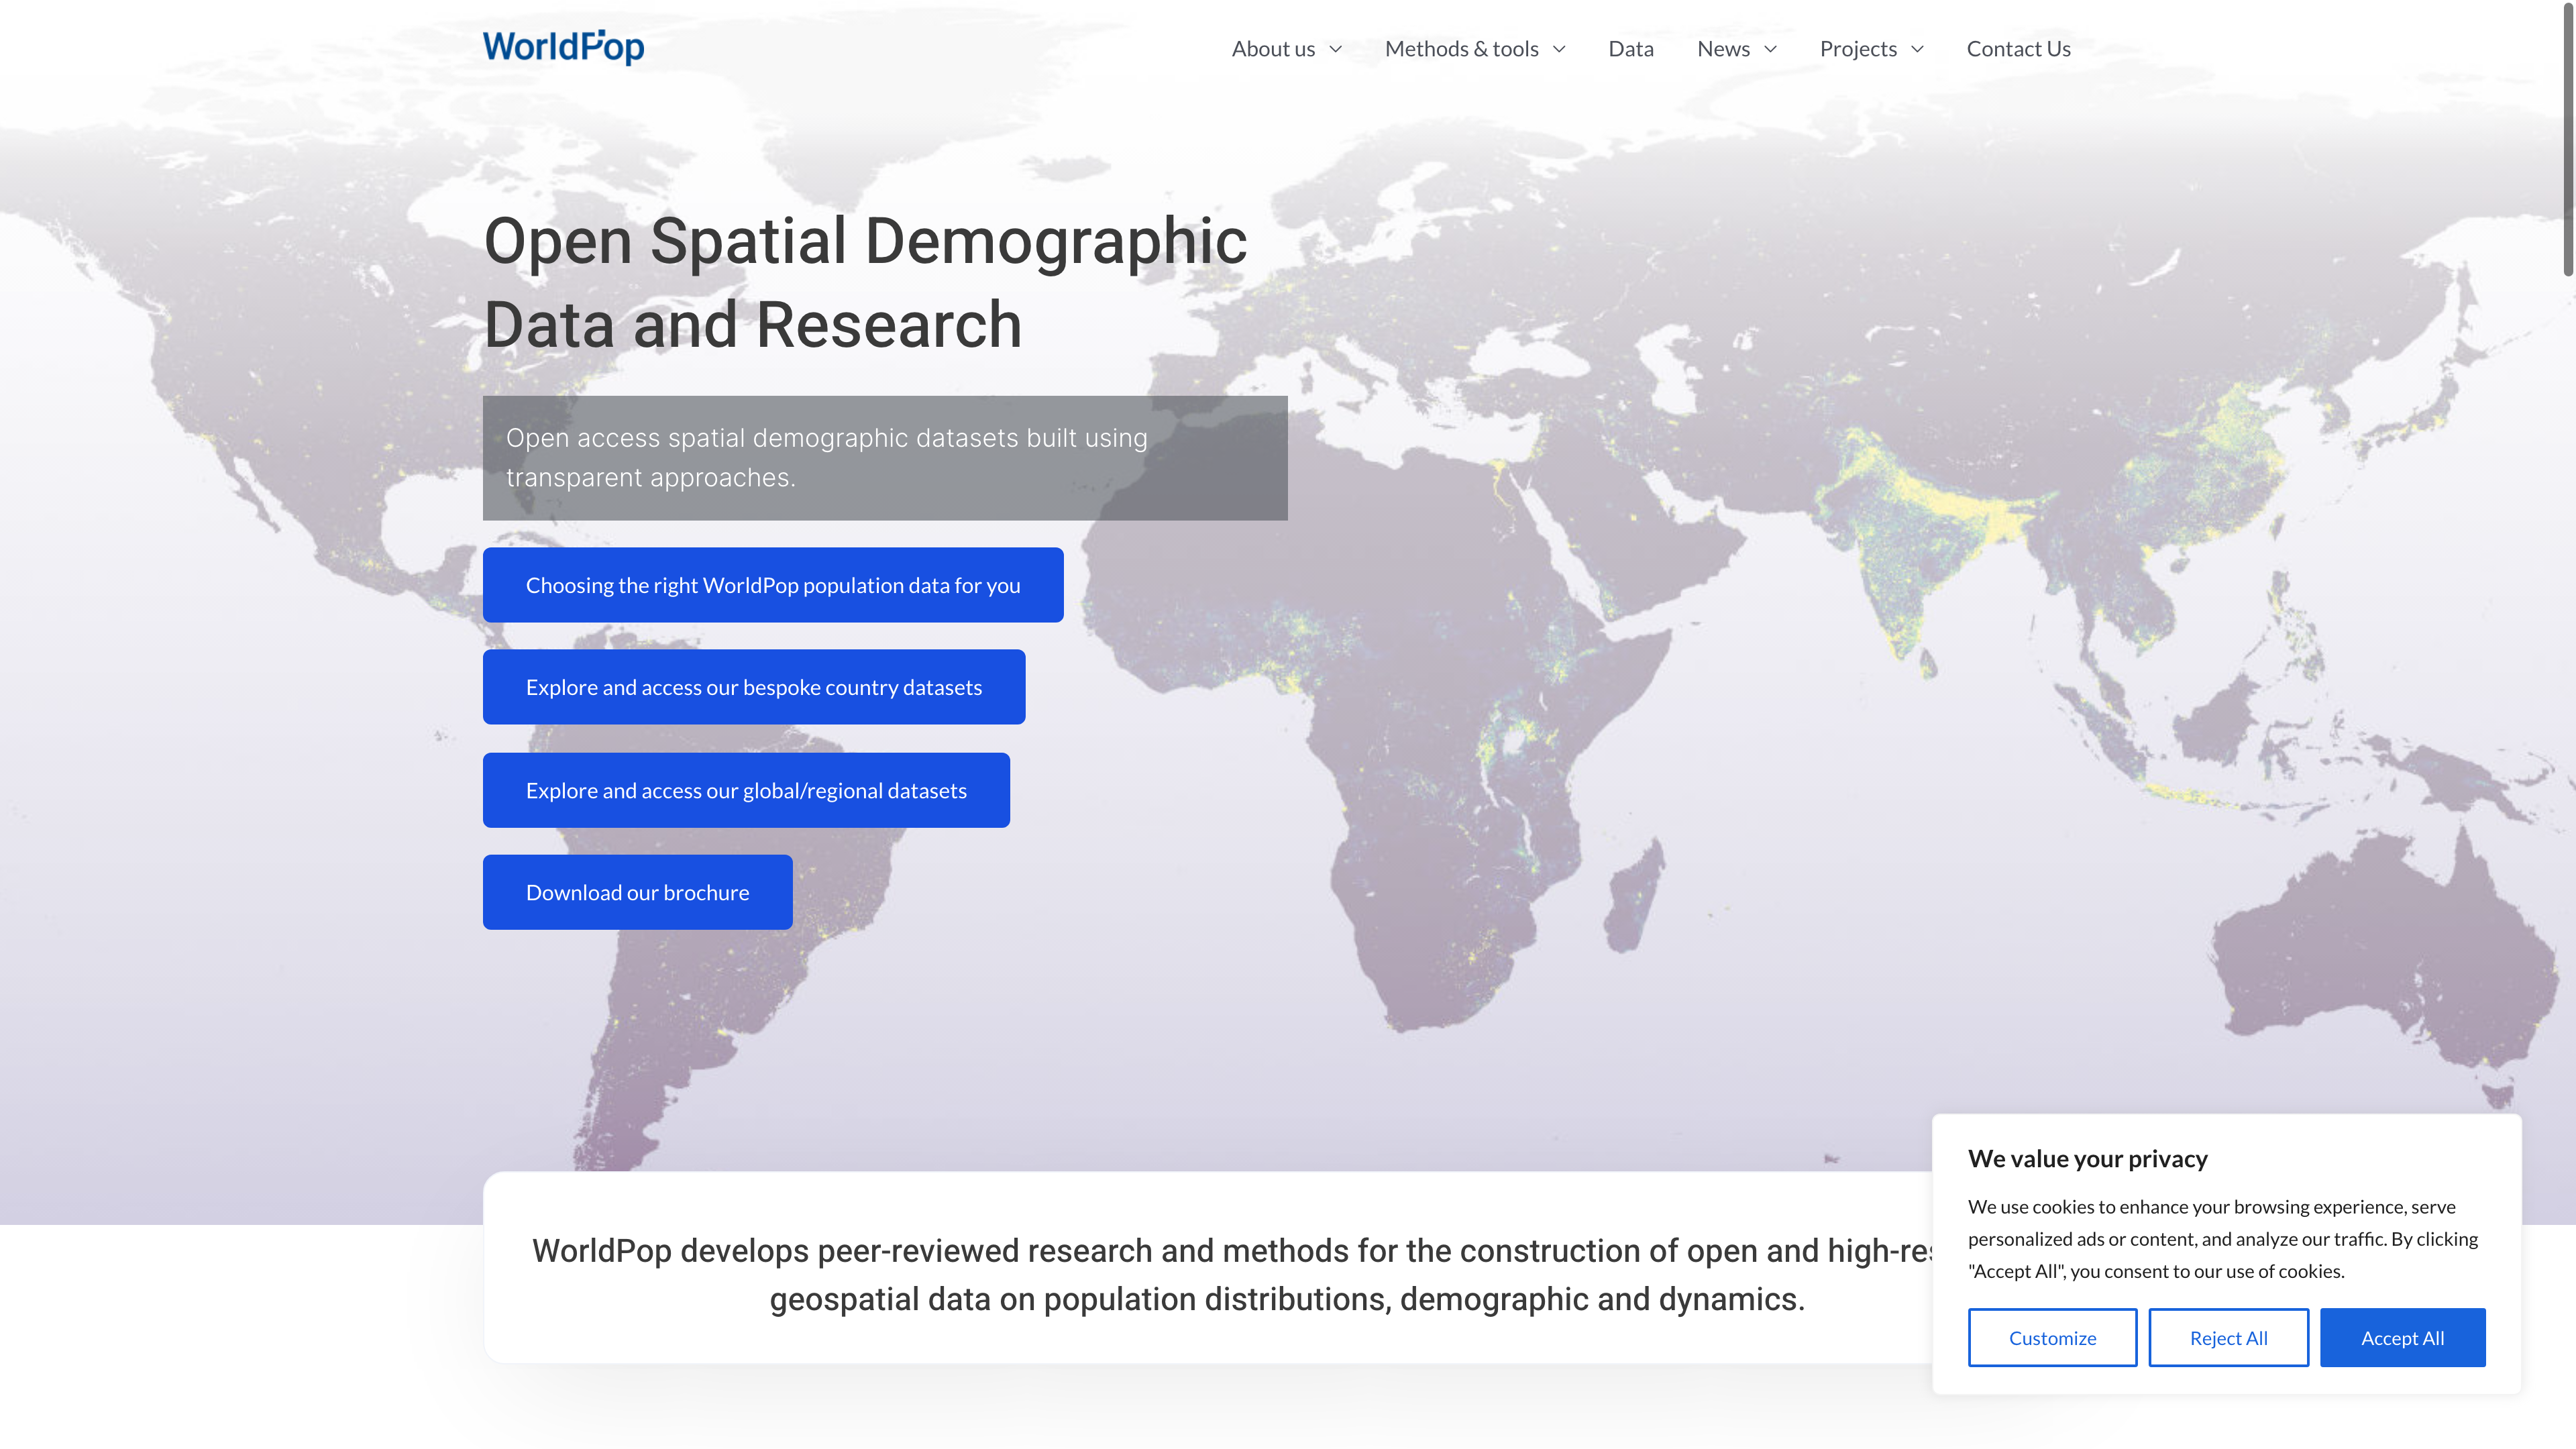 WorldPop
About us
Methods & tools
Data
News
Projects
Contact Us
Open Spatial Demographic
Data and Research
Open access spatial demographic datasets built using
transparent approaches.
Choosing the right WorldPop population data for you
Explore and access our bespoke country datasets
Explore and access our global/regional datasets
Download our brochure
WorldPop develops peer-reviewed research and methods for the construction of open and
geospatial data on population distributions, demographic and dynamics.
We value your privacy
We use cookies to enhance your browsing experience, serve
personalized ads or content, and analyze our traffic. By clicking
"Accept All", you consent to our use of cookies.
Customize
Reject All
Accept All